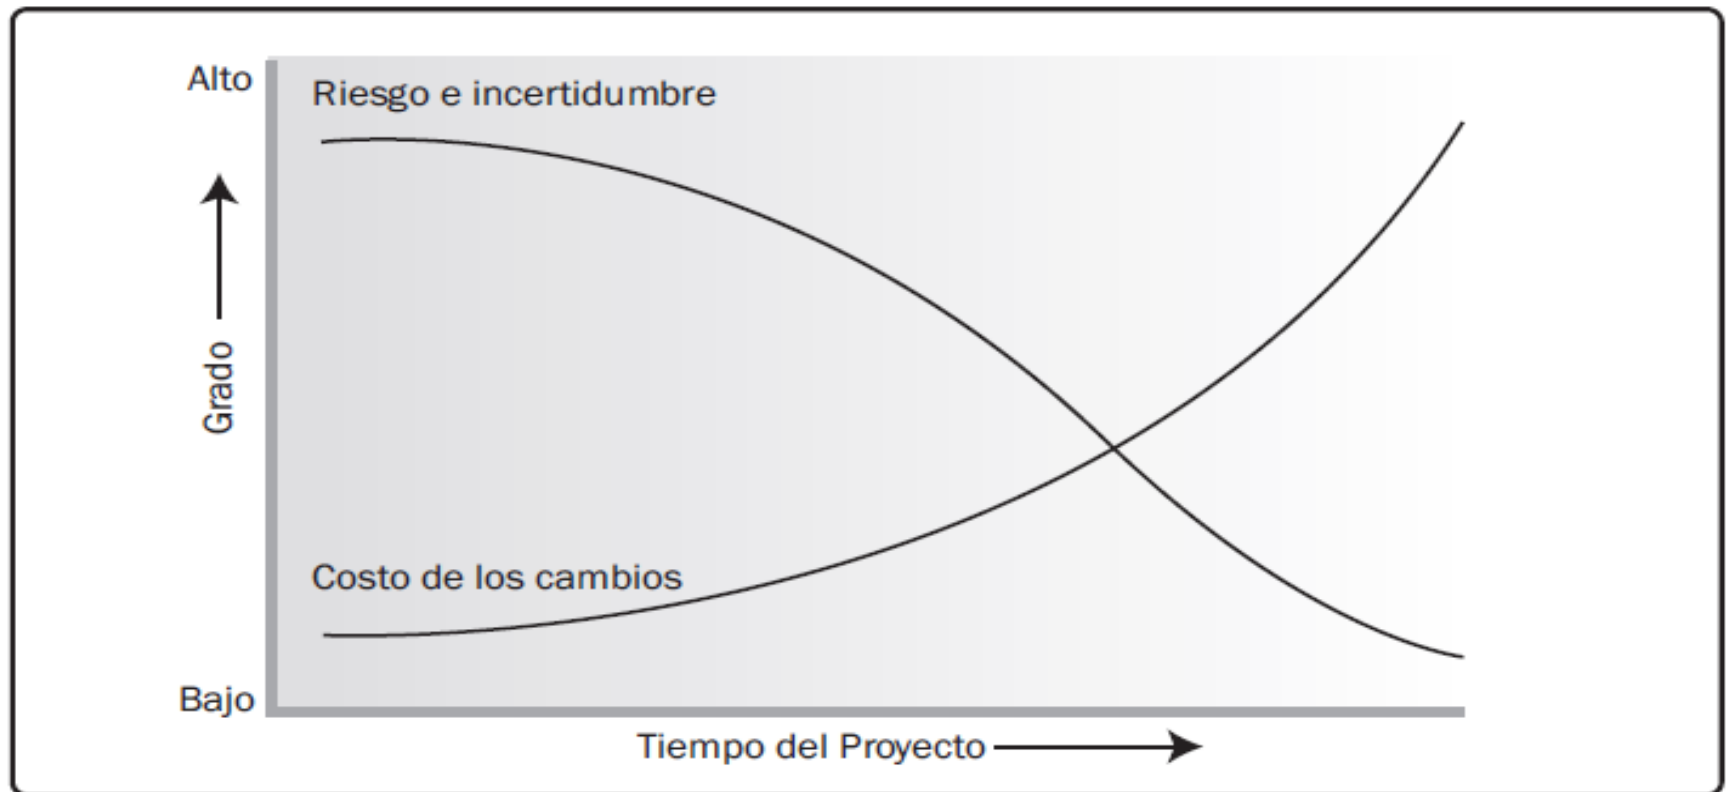 Alto
Riesgo e incertidumbre
Grado
Costo de los cambios
Bajo
Tiempo del Proyecto